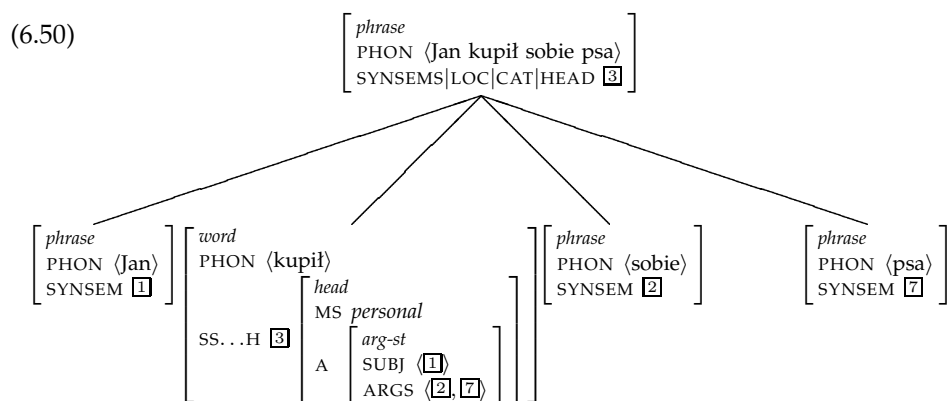 (6.50)
phrase
PHON ⟨Jan kupił sobie psa⟩
SYNSEMS|LOC|CAT|HEAD 3
phrase
PHON ⟨Jan⟩
SYNSEM 1
word
PHON ⟨kupił⟩
SS...H 3
head
MS personal
A
arg-st
SUBJ ⟨1⟩
ARGS ⟨2, 7⟩
phrase
PHON ⟨sobie⟩
SYNSEM 2
phrase
PHON ⟨psa⟩
SYNSEM 7